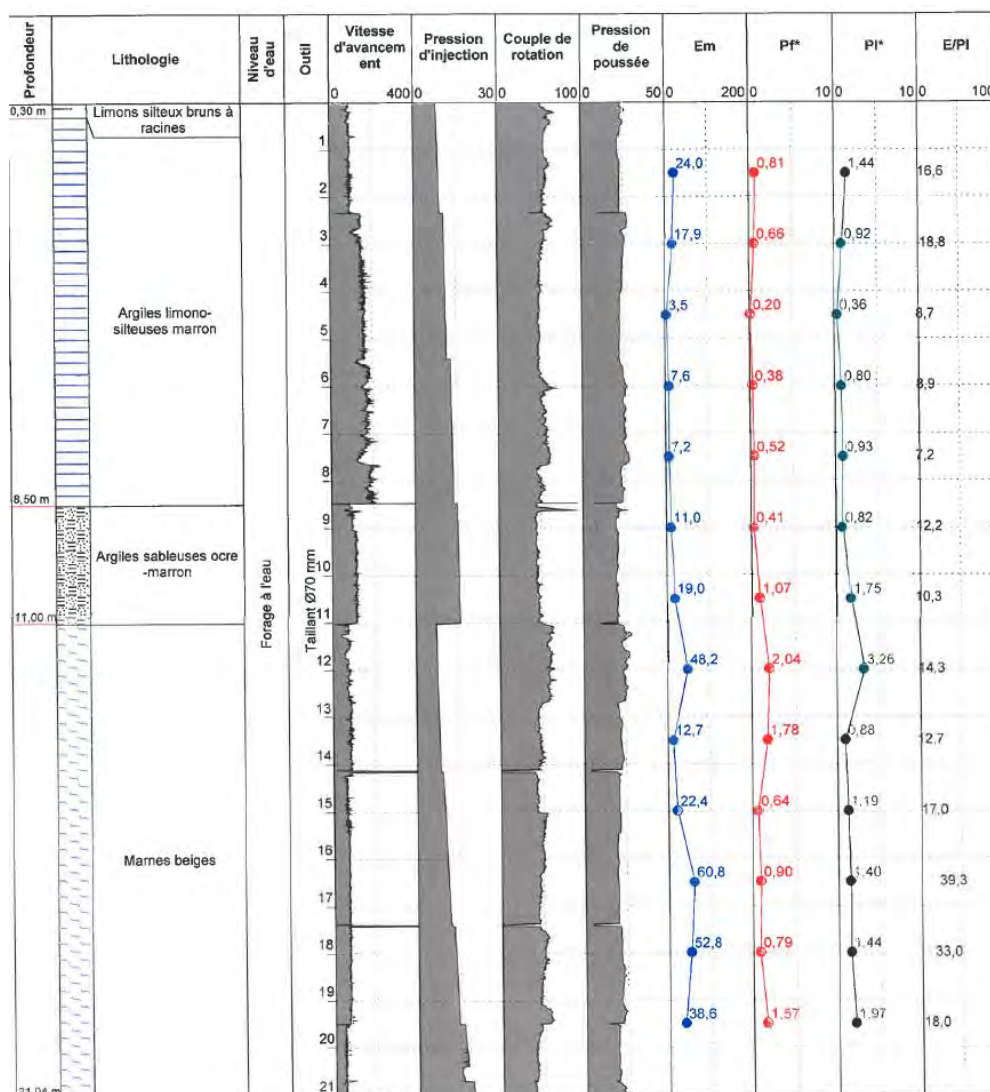 Profondeur
Lithologie
Niveau d'eau
Outil
Vitesse
d'avancem
ent
Pression
d'injection
Couple de
rotation
Pression
de
poussée
Em
Pf*
Pl*
E/Pl
0 400 0 30 0 100 0 50 0 200 0 10 0 10 0 100
0,30 m
Limons silteux bruns à
racines
1
24,0 0,81 1,44 16,6
2
3
17,9 0,66 0,92 18,8
4
Argiles limono-
silteuses marron
3,5 0,20 0,36 8,7
5
6
7,6 0,38 0,80 8,9
7
7,2 0,52 0,93 7,2
8
8,50 m
9
11,0 0,41 0,82 12,2
Argiles sableuses ocre
-marron
10
19,0 1,07 1,75 10,3
11
11,00 m
Forage à l'eau
Taillant Ø70 mm
12
48,2 2,04 3,26 14,3
13
12,7 1,78 0,88 12,7
14
15
22,4 0,64 1,19 17,0
16
Marnes beiges
60,8 0,90 1,40 39,3
17
18
52,8 0,79 1,44 33,0
19
38,6 1,57 1,97 18,0
20
21